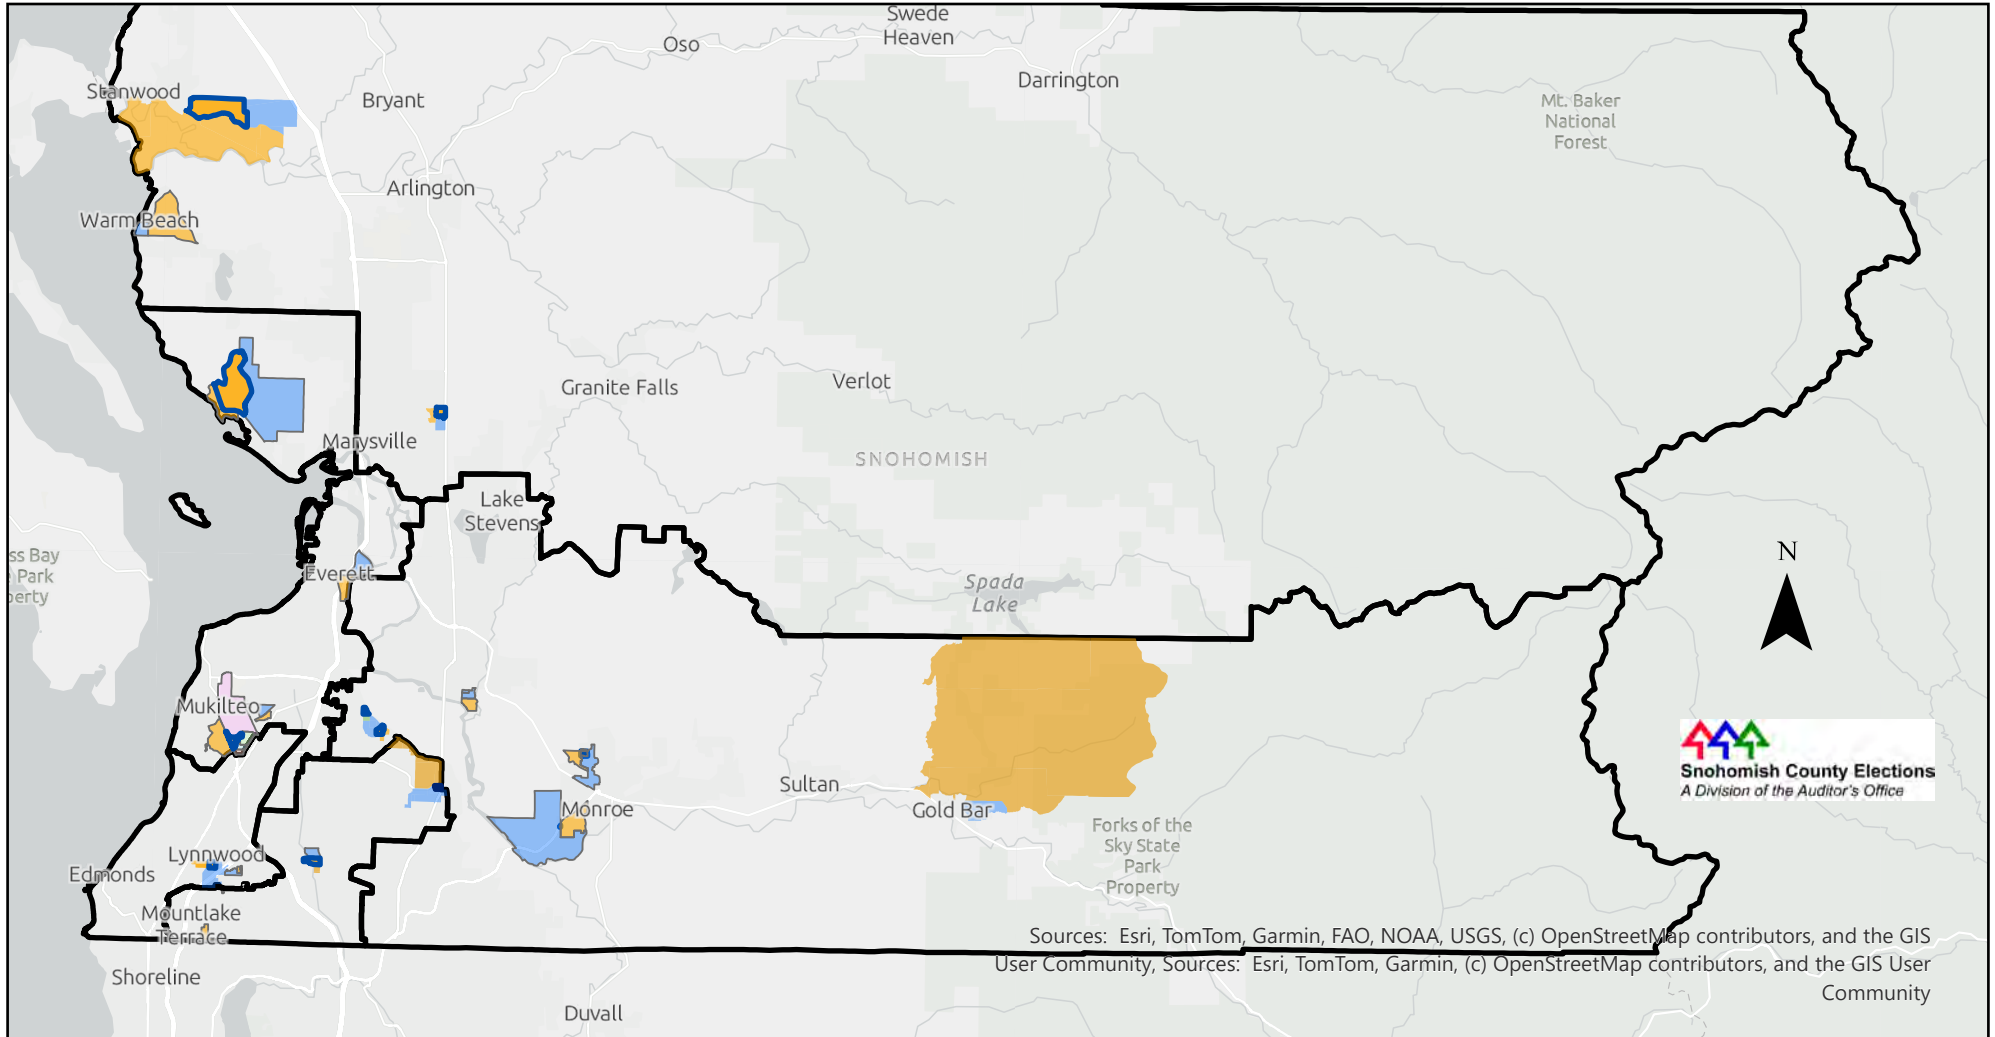 Swede
Heaven
Oso
Darrington
Stanwood
Bryant
Mt. Baker
National
Forest
Arlington
Warm Beach
Granite Falls
Verlot
Marysville
SNOHOMISH
Lake
Stevens
ss Bay
Park
erty
Everett
Spada
Lake
N
Mukilteo
Snohomish County Elections
A Division of the Auditor's Office
Sultan
Monroe
Gold Bar
Forks of the
Sky State
Park
Property
Lynnwood
Edmonds
Mountlake
Terrace
Sources: Esri, TomTom, Garmin, FAO, NOAA, USGS, (c) OpenStreetMap contributors, and the GIS
User Community, Sources: Esri, TomTom, Garmin, (c) OpenStreetMap contributors, and the GIS User
Community
Shoreline
Duvall